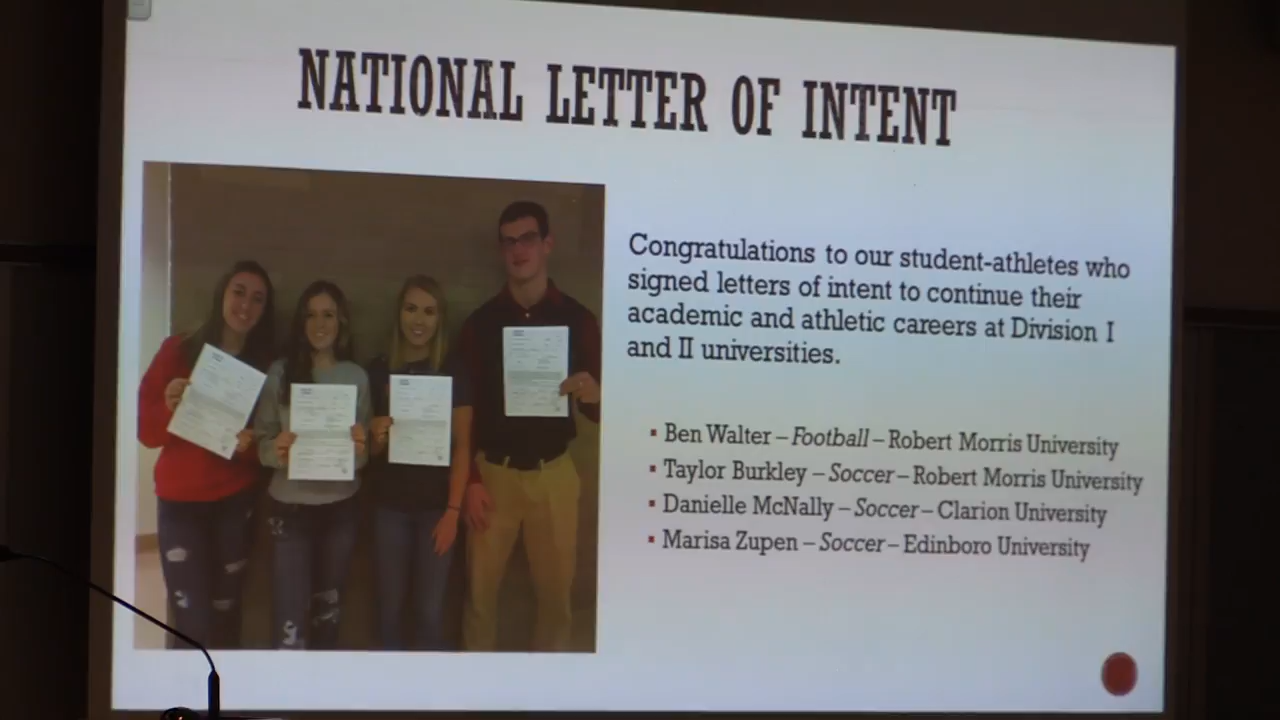 NATIONAL LETTER OF INTENT
Congratulations to our student-athletes who
signed letters of intent to continue their
academic and athletic careers at Division I
and II universities.
▪ Ben Walter – Football – Robert Morris University
▪ Taylor Burkley – Soccer – Robert Morris University
▪ Danielle McNally – Soccer – Clarion University
▪ Marisa Zupen – Soccer – Edinboro University